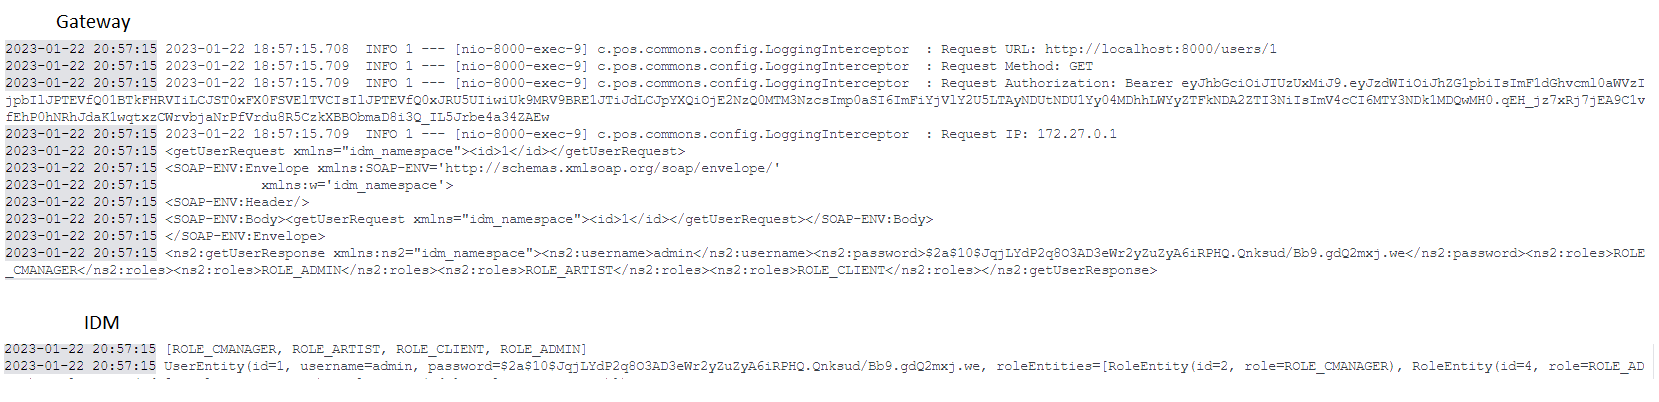 Gateway
2023-01-22 20:57:15 2023-01-22 18:57:15.708  INFO 1 --- [nio-8000-exec-9] c.pos.commons.config.LoggingInterceptor  : Request URL: http://localhost:8000/users/1
2023-01-22 20:57:15 2023-01-22 18:57:15.709  INFO 1 --- [nio-8000-exec-9] c.pos.commons.config.LoggingInterceptor  : Request Method: GET
2023-01-22 20:57:15 2023-01-22 18:57:15.709  INFO 1 --- [nio-8000-exec-9] c.pos.commons.config.LoggingInterceptor  : Request Authorization: Bearer
2023-01-22 20:57:15 2023-01-22 18:57:15.709  INFO 1 --- [nio-8000-exec-9] c.pos.commons.config.LoggingInterceptor  : Request IP: 172.27.0.1
2023-01-22 20:57:15 <getUserRequest xmlns="idm_namespace"><id>1</id></getUserRequest>
2023-01-22 20:57:15 <SOAP-ENV:Envelope xmlns:SOAP-ENV='http://schemas.xmlsoap.org/soap/envelope/'
2023-01-22 20:57:15             xmlns:w='idm_namespace'>
2023-01-22 20:57:15 <SOAP-ENV:Header/>
2023-01-22 20:57:15 <SOAP-ENV:Body><getUserRequest xmlns="idm_namespace"><id>1</id></getUserRequest></SOAP-ENV:Body>
2023-01-22 20:57:15 </SOAP-ENV:Envelope>
2023-01-22 20:57:15 <ns2:getUserResponse xmlns:ns2="idm_namespace"><ns2:username>admin</ns2:username><ns2:password>$2a$10$JqjLYdP2q8O3AD3eWr2yZuZyA6iRPHQ.Qnksud/Bb9.gdQ2mxj.we</ns2:password><ns2:roles>ROLE
_CMANAGER</ns2:roles><ns2:roles>ROLE_ADMIN</ns2:roles><ns2:roles>ROLE_ARTIST</ns2:roles><ns2:roles>ROLE_CLIENT</ns2:roles></ns2:getUserResponse>
IDM
2023-01-22 20:57:15 [ROLE_CMANAGER, ROLE_ARTIST, ROLE_CLIENT, ROLE_ADMIN]
2023-01-22 20:57:15 UserEntity(id=1, username=admin, password=$2a$10$JqjLYdP2q8O3AD3eWr2yZuZyA6iRPHQ.Qnksud/Bb9.gdQ2mxj.we, roleEntities=[RoleEntity(id=2, role=ROLE_CMANAGER), RoleEntity(id=4, role=ROLE_AD